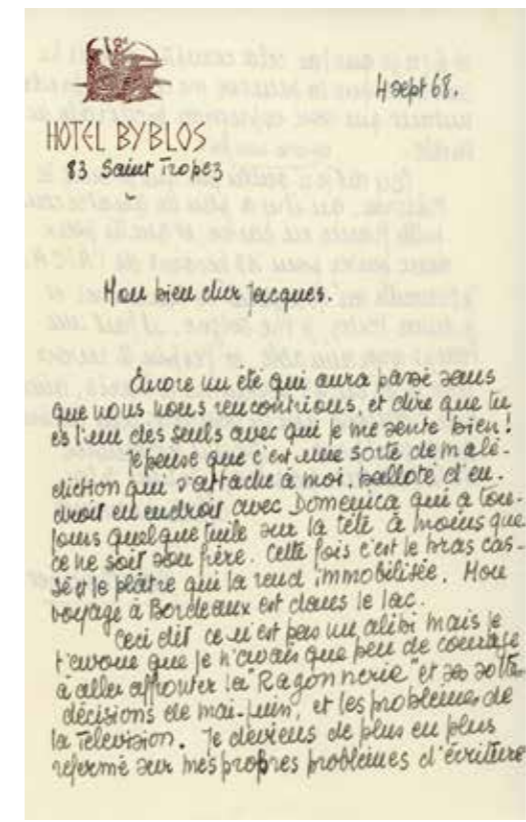 4 sept 68.
HOTEL BYBLOS
83 Saint Tropez
Mon bien cher Jacques.
Encore un été qui aura passé sans
que nous nous rencontrions, et dire que tu
es l'un des seuls avec qui je me sente bien !
Je pense que c'est une sorte de malé-
diction qui s'attache à moi, balloté d'en-
droit en endroit avec Domenica qui a tou-
jours quelque tuile sur la tête à moins que
ce ne soit son frère. Cette fois c'est le bras cas-
sé et le plâtre qui la rend immobilisée. Mon
voyage à Bordeaux est dans le lac.
Ceci dit ce n'est pas un alibi mais je
t'avoue que je n'avais que peu de courage
à aller affronter la "Ragonnerie" et ses
décisions de mai-juin, et les problèmes de
la Television. Je deviens de plus en plus
refermé sur mes propres problèmes d'écriture